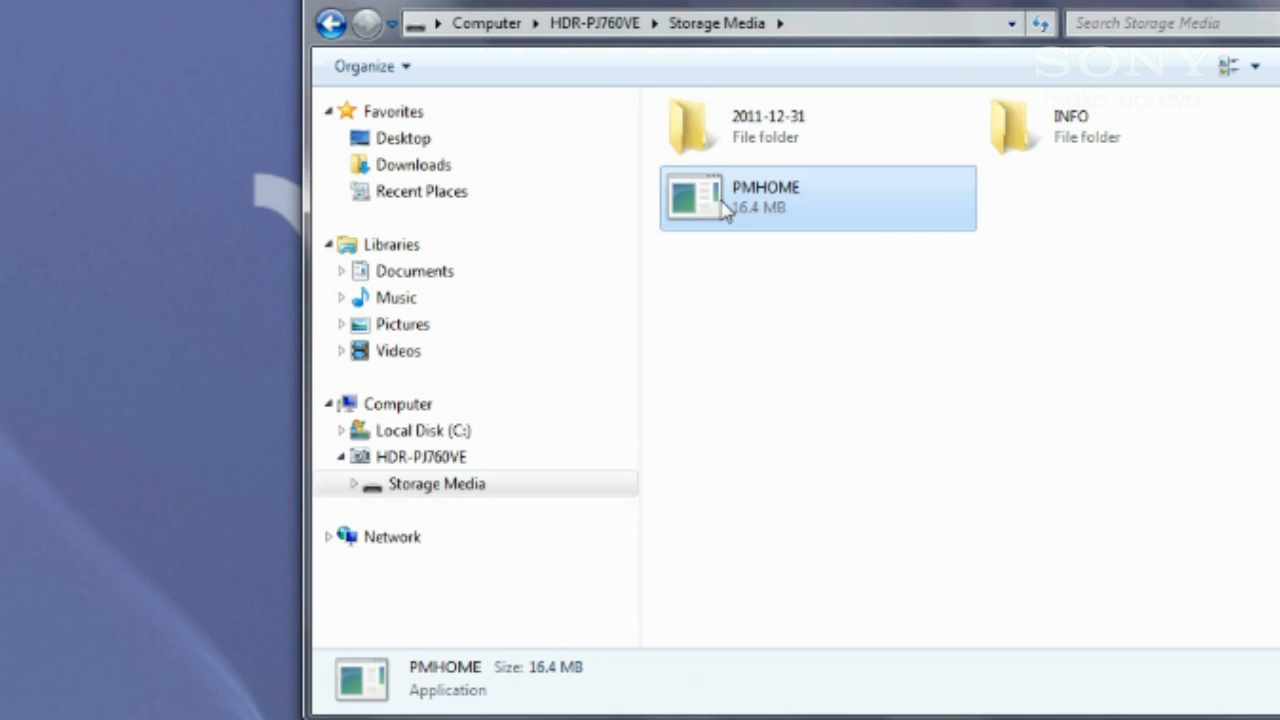 Computer HDR-PJ760VE Storage Media
Search Storage Media
SONY
Organize
Favorites
Desktop
Downloads
Recent Places
Libraries
Documents
Music
Pictures
Videos
Computer
Local Disk (C:)
HDR-PJ760VE
Storage Media
Network
2011-12-31
File folder
INFO
File folder
PMHOME
16.4 MB
PMHOME Size: 16.4 MB
Application